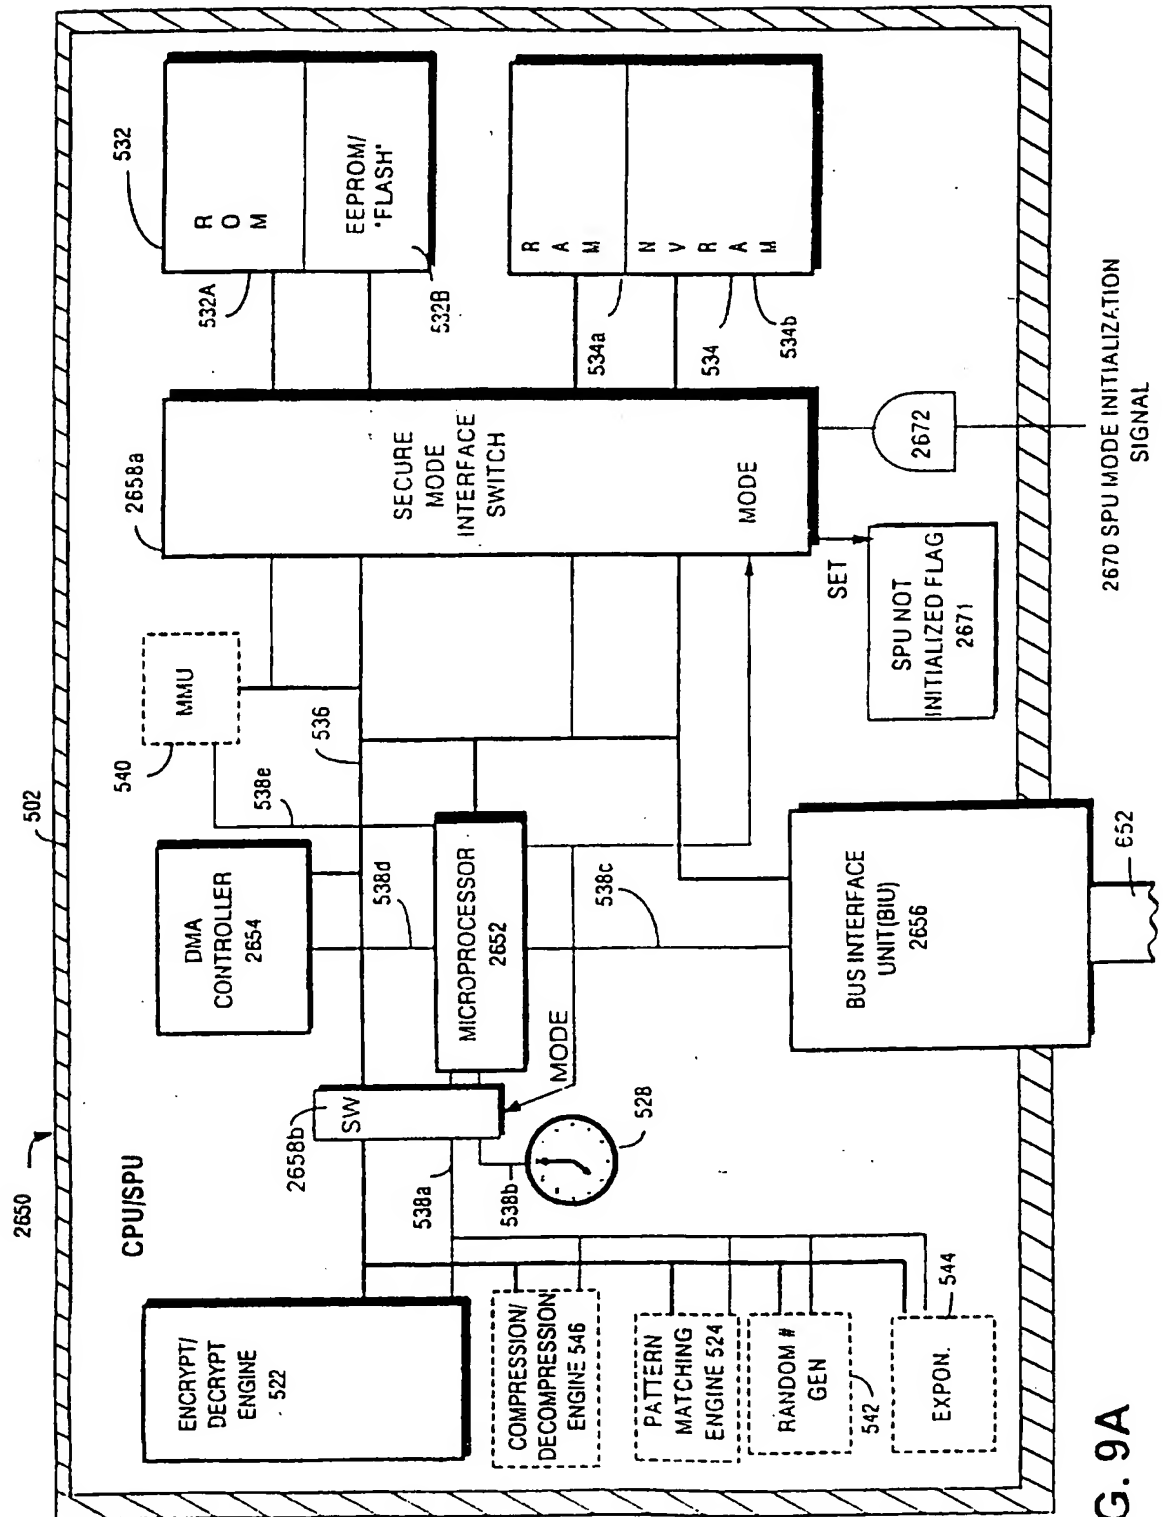 2650
CPU/SPU
502
ENCRYPT/
DECRYPT
ENGINE
522
COMPRESSION/
DECOMPRESSION
ENGINE 546
PATTERN
MATCHING
ENGINE 524
RANDOM #
GEN
542
EXPON.
544
2658b
SW
538a
538b
528
MODE
DMA
CONTROLLER
2654
538d
MICROPROCESSOR
2652
538c
BUS INTERFACE
UNIT(BIU)
2656
652
540
MMU
538e
536
2658a
SECURE
MODE
INTERFACE
SWITCH
MODE
SET
SPU NOT
INITIALIZED FLAG
2671
2672
2670 SPU MODE INITIALIZATION
SIGNAL
532
532A
ROM
EEPROM/
"FLASH"
532B
RAM
534a
NVRAM
534
534b
G. 9A